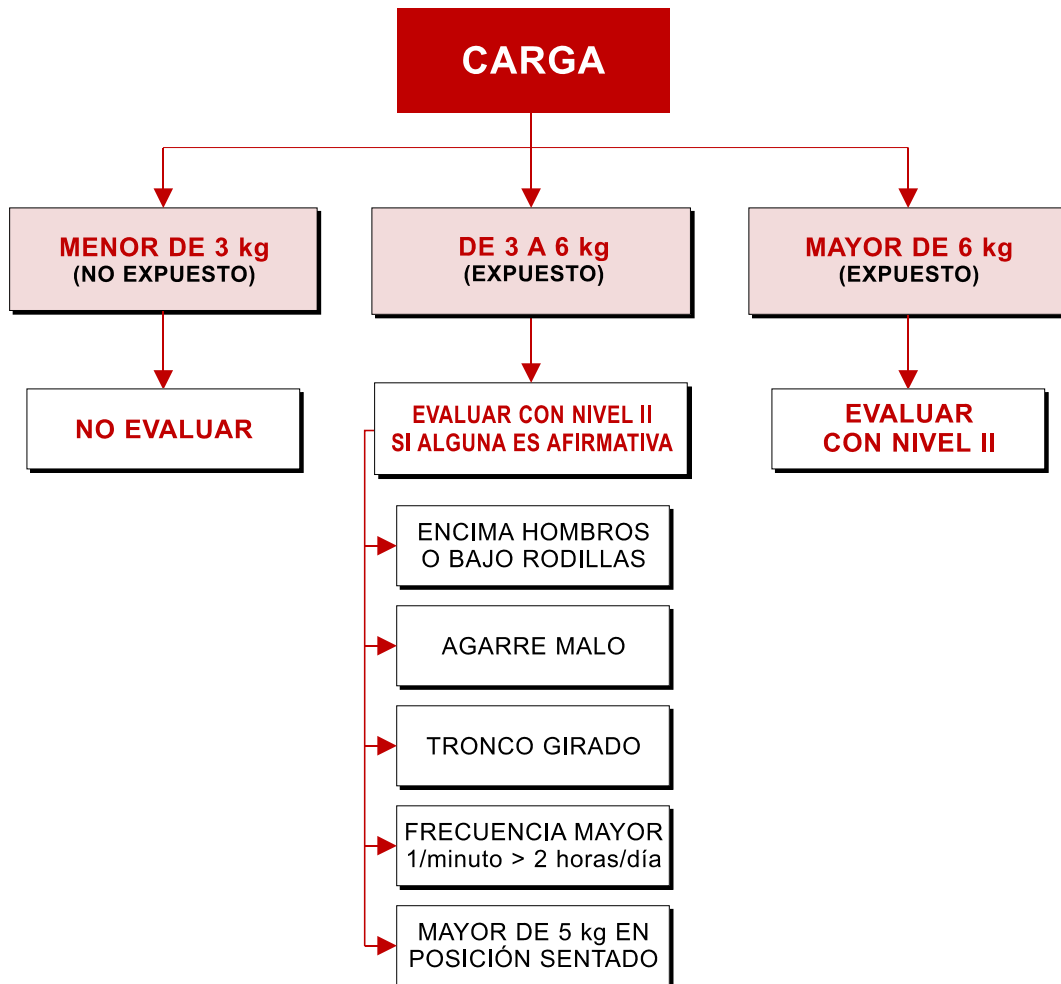 CARGA
MENOR DE 3 kg
(NO EXPUESTO)
DE 3 A 6 kg
(EXPUESTO)
MAYOR DE 6 kg
(EXPUESTO)
NO EVALUAR
EVALUAR CON NIVEL II
SI ALGUNA ES AFIRMATIVA
EVALUAR
CON NIVEL II
ENCIMA HOMBROS
O BAJO RODILLAS
AGARRE MALO
TRONCO GIRADO
FRECUENCIA MAYOR
1/minuto > 2 horas/día
MAYOR DE 5 kg EN
POSICIÓN SENTADO